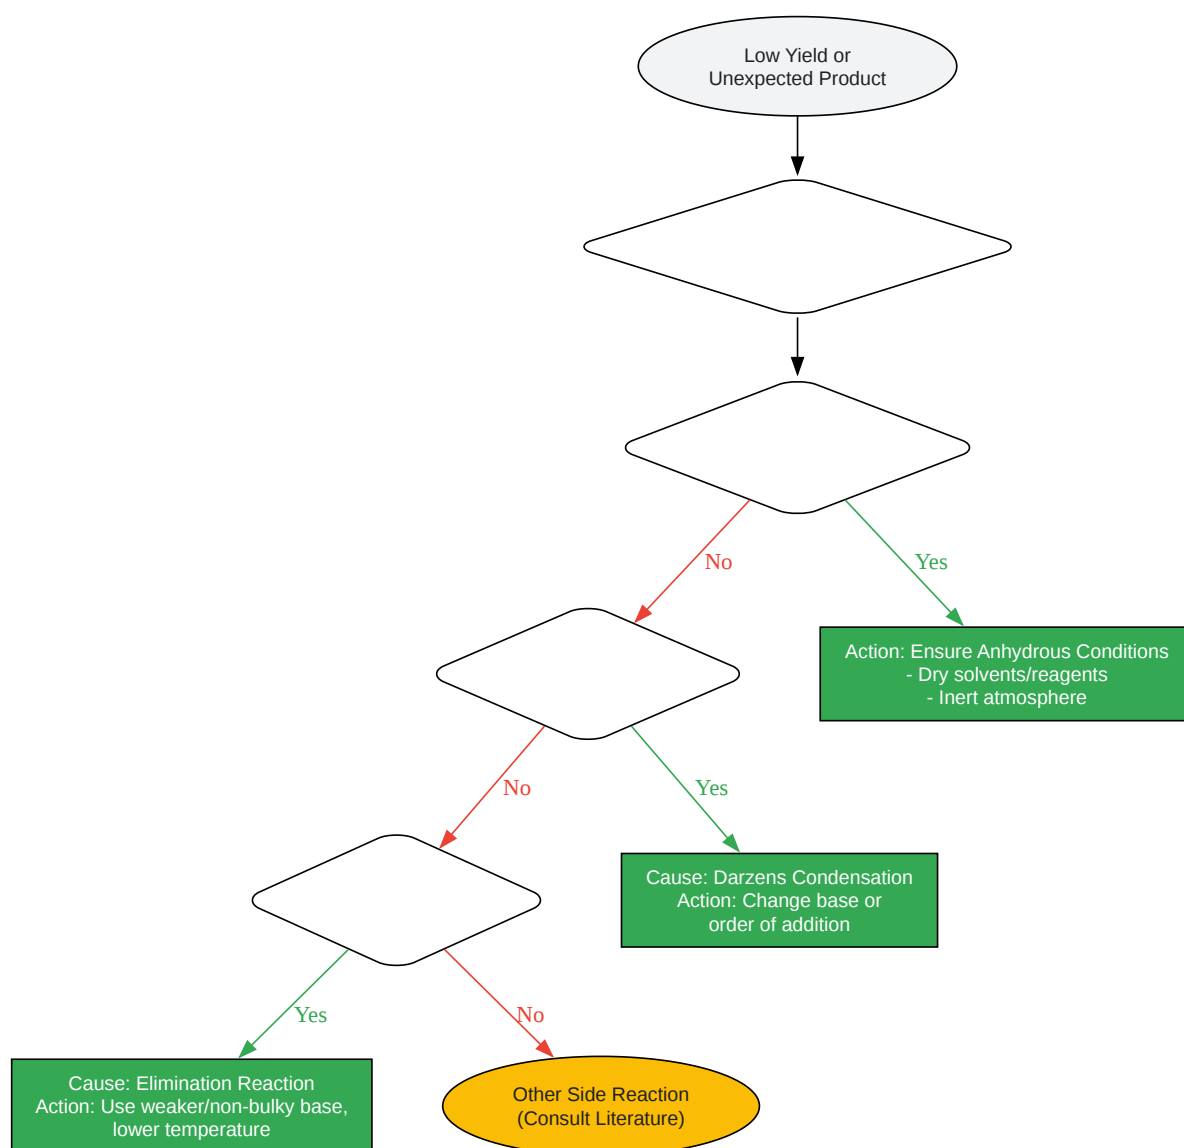 Low Yield or
Unexpected Product
No
Yes
Action: Ensure Anhydrous Conditions
- Dry solvents/reagents
- Inert atmosphere
No
Yes
Cause: Darzens Condensation
Action: Change base or
order of addition
Yes
No
Cause: Elimination Reaction
Action: Use weaker/non-bulky base,
lower temperature
Other Side Reaction
(Consult Literature)